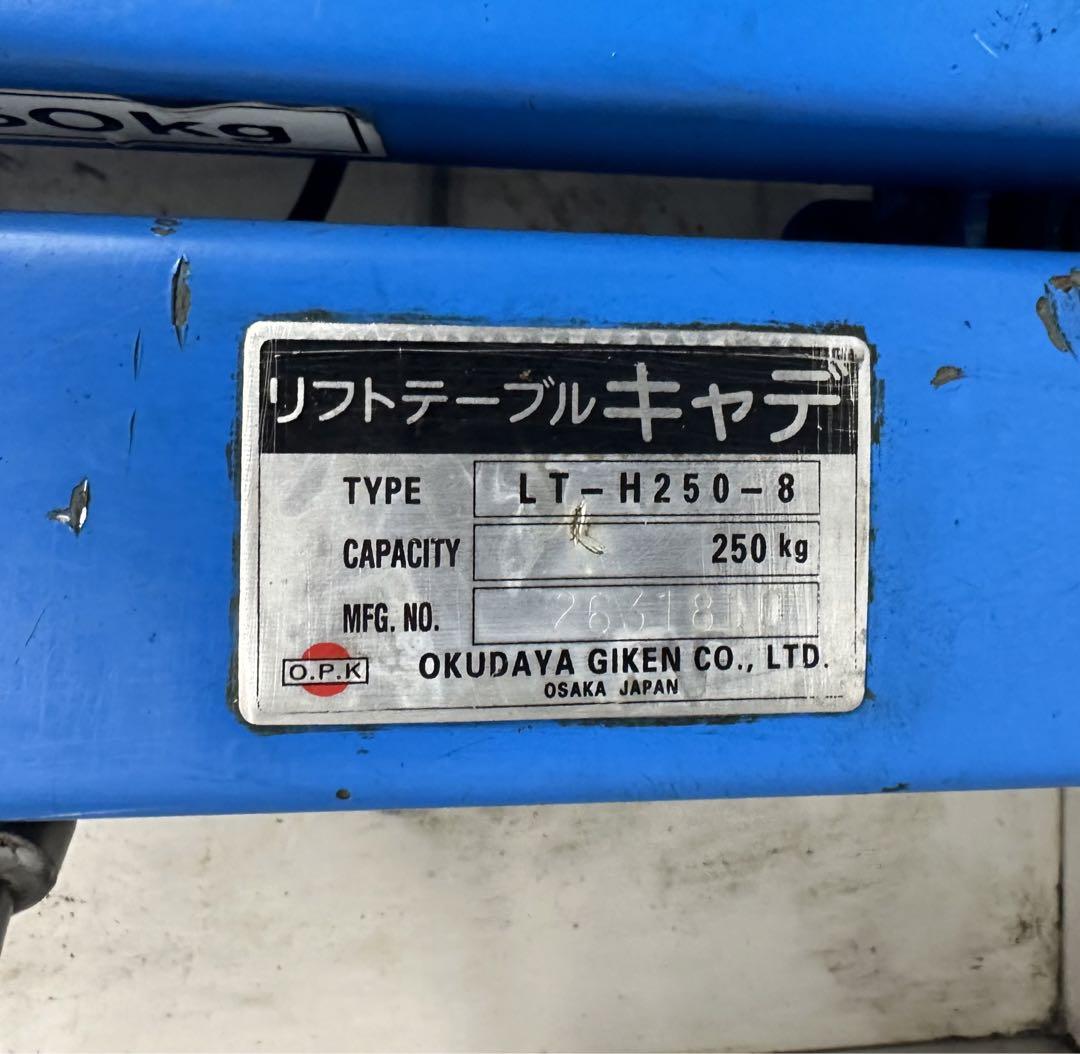 0kg
リフトテーブル キャデ
TYPE LT-H250-8
CAPACITY 250 kg
MFG. NO.
O.P.K OKUDAYA GIKEN CO., LTD.
OSAKA JAPAN